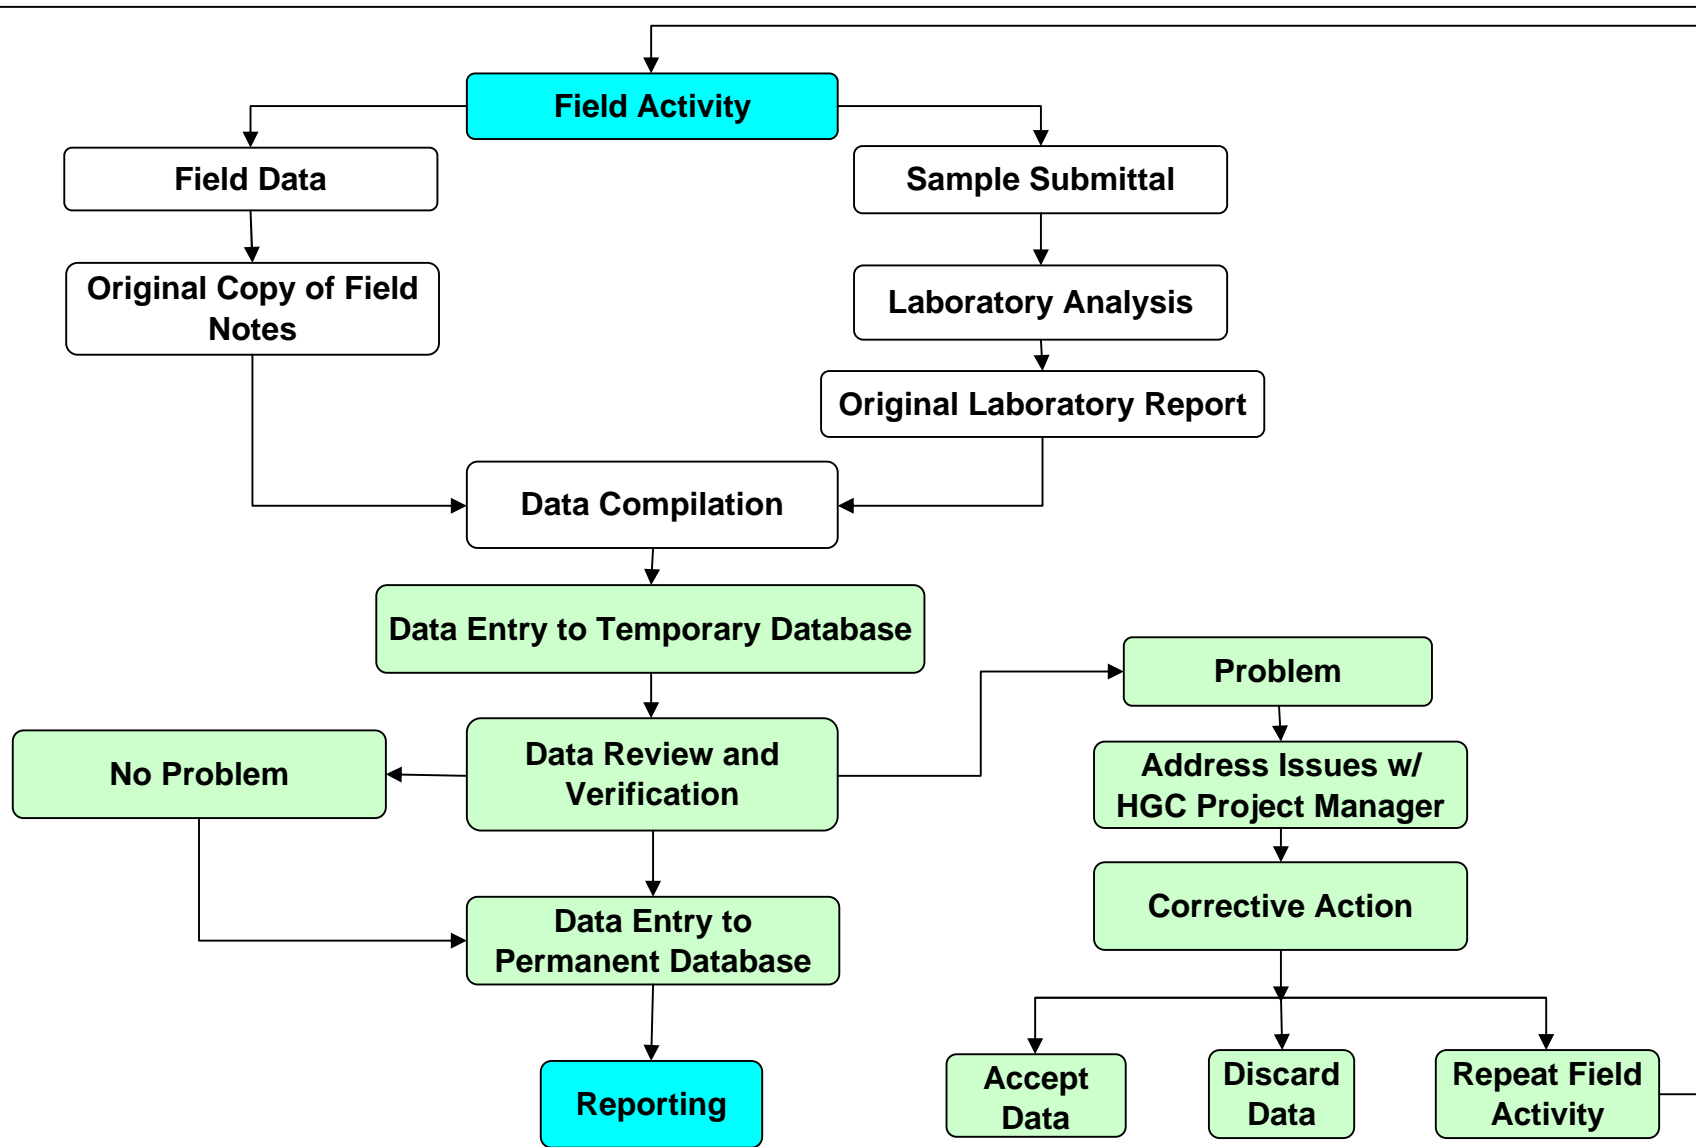 Field Activity
Field Data
Sample Submittal
Original Copy of Field
Notes
Laboratory Analysis
Original Laboratory Report
Data Compilation
Data Entry to Temporary Database
Problem
No Problem
Data Review and
Verification
Address Issues w/
HGC Project Manager
Corrective Action
Data Entry to
Permanent Database
Reporting
Accept
Data
Discard
Data
Repeat Field
Activity